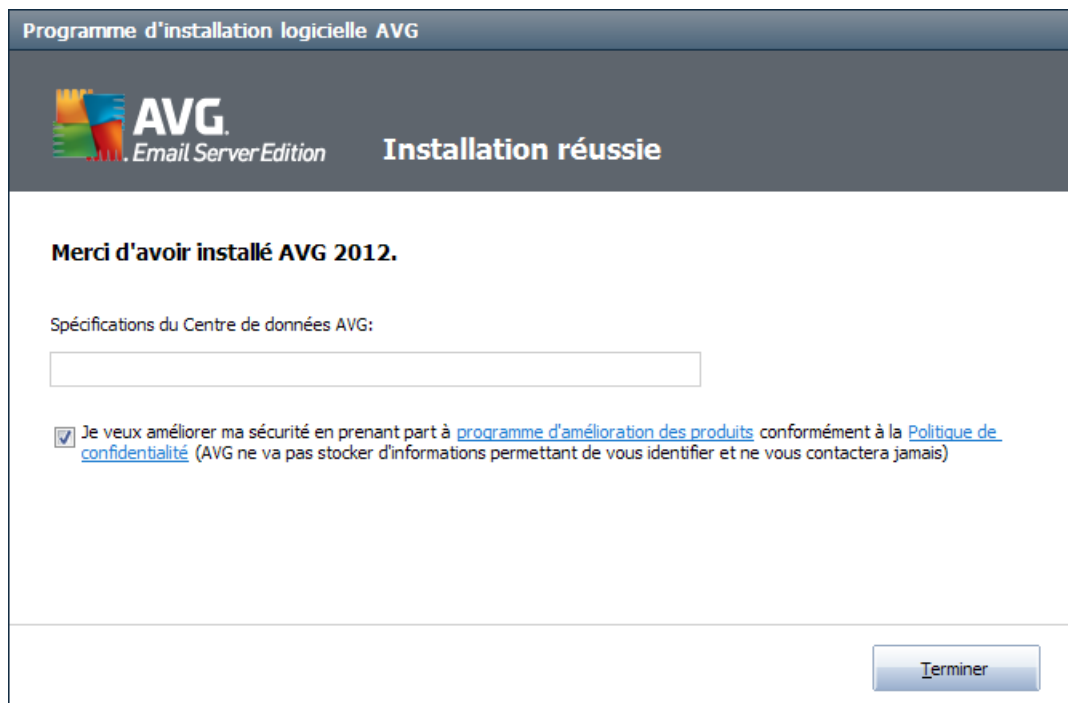 Programme d'installation logicielle AVG
AVG.
Email Server Edition
Installation réussie
Merci d'avoir installé AVG 2012.
Spécifications du Centre de données AVG:
Je veux améliorer ma sécurité en prenant part à programme d'amélioration des produits conformément à la Politique de
confidentialité (AVG ne va pas stocker d'informations permettant de vous identifier et ne vous contactera jamais)
Terminer